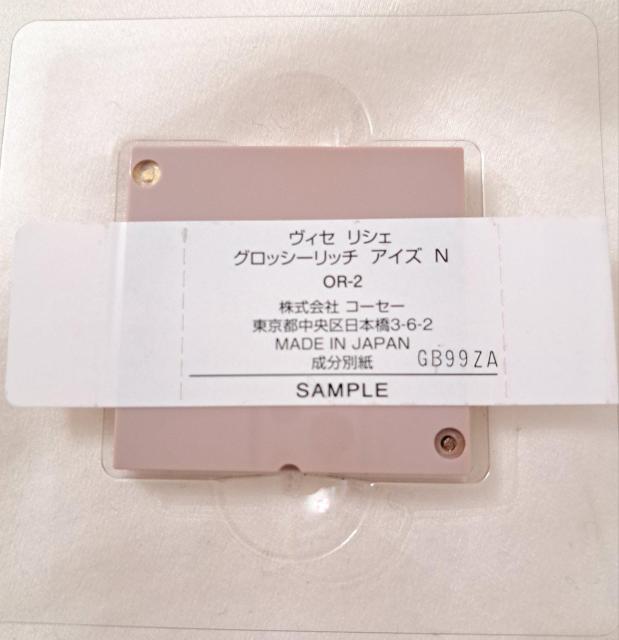 ヴィセ リシェ
グロッシーリッチ アイズ N
OR-2
株式会社 コーセー
東京都中央区日本橋3-6-2
MADE IN JAPAN
成分別紙 GB99ZA
SAMPLE